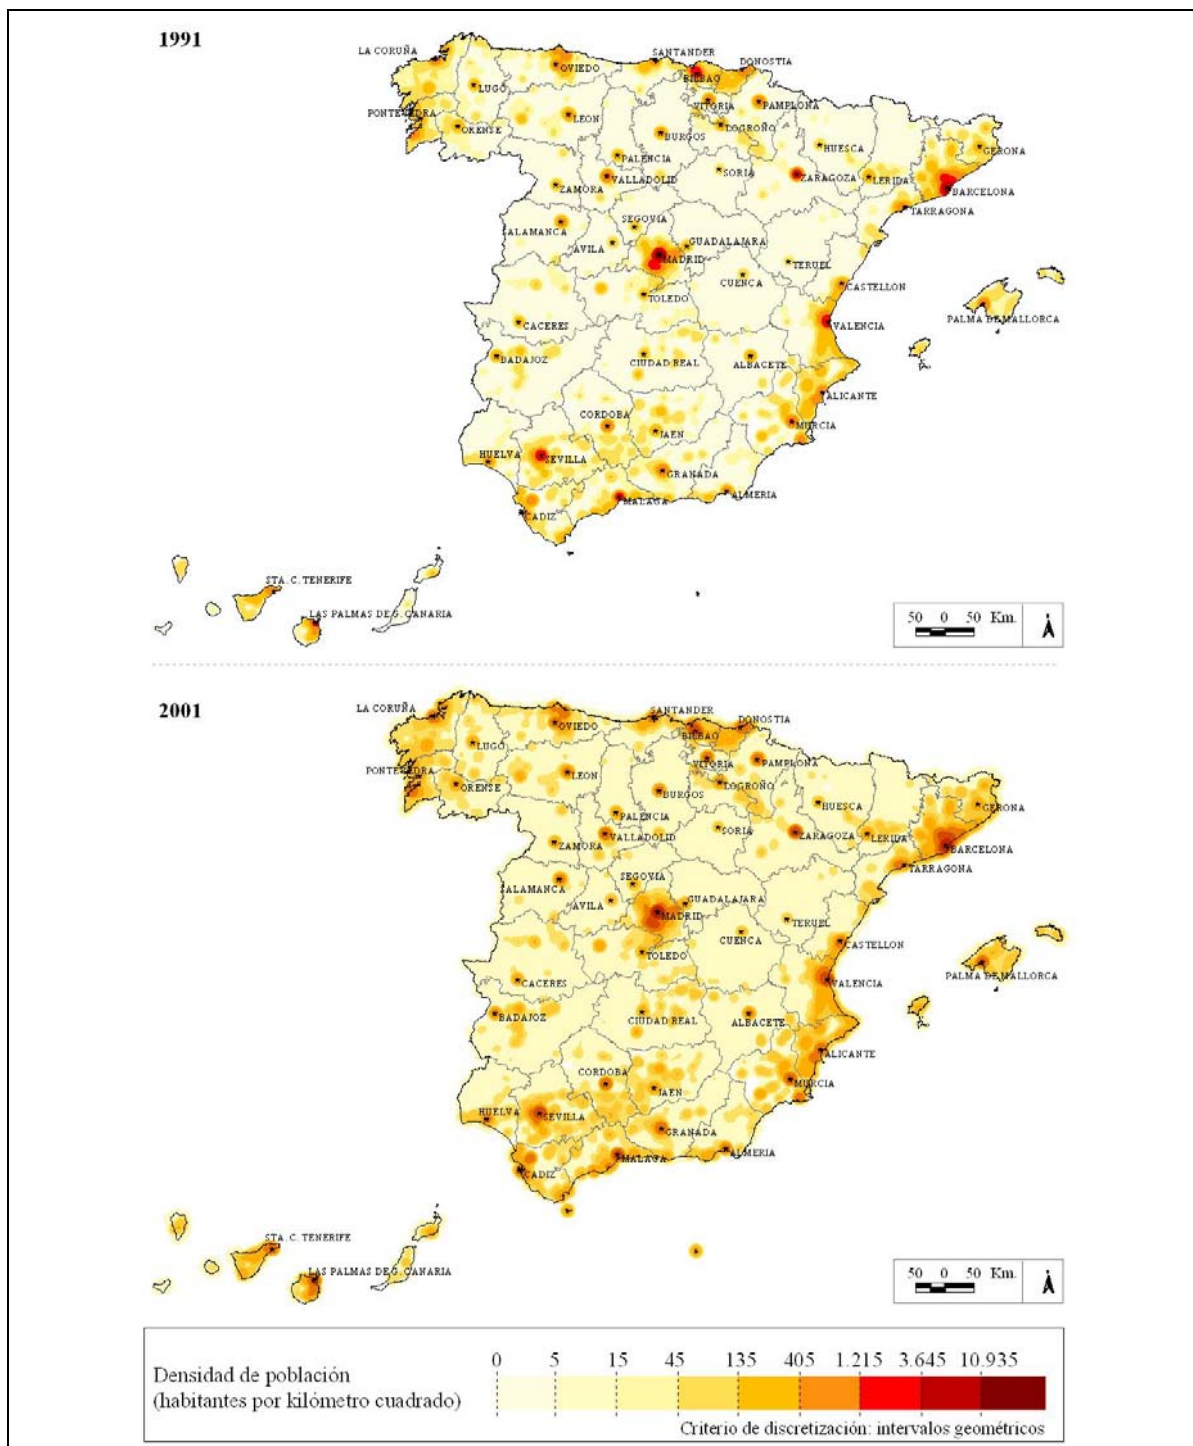 1991
LA CORUÑA
SANTANDER
DONOSTIA
OVIEDO
BILBAO
LUGO
VITORIA
PAMPLONA
PONTEVEDRA
LEON
ORENSE
BURGOS
LOGROÑO
HUESCA
GERONA
PALENCIA
VALLADOLID
SORIA
ZARAGOZA
LERIDA
BARCELONA
ZAMORA
TARRAGONA
SEGOVIA
SALAMANCA
AVILA
GUADALAJARA
MADRID
TERUEL
CUENCA
CASTELLON
TOLEDO
PALMA DE MALLORCA
CACERES
VALENCIA
BADAJOZ
CIUDAD REAL
ALBACETE
ALICANTE
CORDOBA
MURCIA
JAEN
HUELVA
SEVILLA
GRANADA
MALAGA
ALMERIA
CADIZ
STA. C. TENERIFE
LAS PALMAS DE G. CANARIA
50 0 50 Km.
2001
LA CORUÑA
SANTANDER
DONOSTIA
OVIEDO
BILBAO
LUGO
VITORIA
PAMPLONA
PONTEVEDRA
LEON
ORENSE
BURGOS
LOGROÑO
HUESCA
GERONA
PALENCIA
VALLADOLID
SORIA
ZARAGOZA
LERIDA
BARCELONA
ZAMORA
TARRAGONA
SEGOVIA
SALAMANCA
AVILA
GUADALAJARA
MADRID
TERUEL
CUENCA
CASTELLON
TOLEDO
PALMA DE MALLORCA
CACERES
VALENCIA
BADAJOZ
CIUDAD REAL
ALBACETE
ALICANTE
CORDOBA
MURCIA
JAEN
HUELVA
SEVILLA
GRANADA
MALAGA
ALMERIA
CADIZ
STA. C. TENERIFE
LAS PALMAS DE G. CANARIA
50 0 50 Km.
0 5 15 45 135 405 1.215 3.645 10.935
Densidad de población
(habitantes por kilómetro cuadrado)
Criterio de discretización: intervalos geométricos